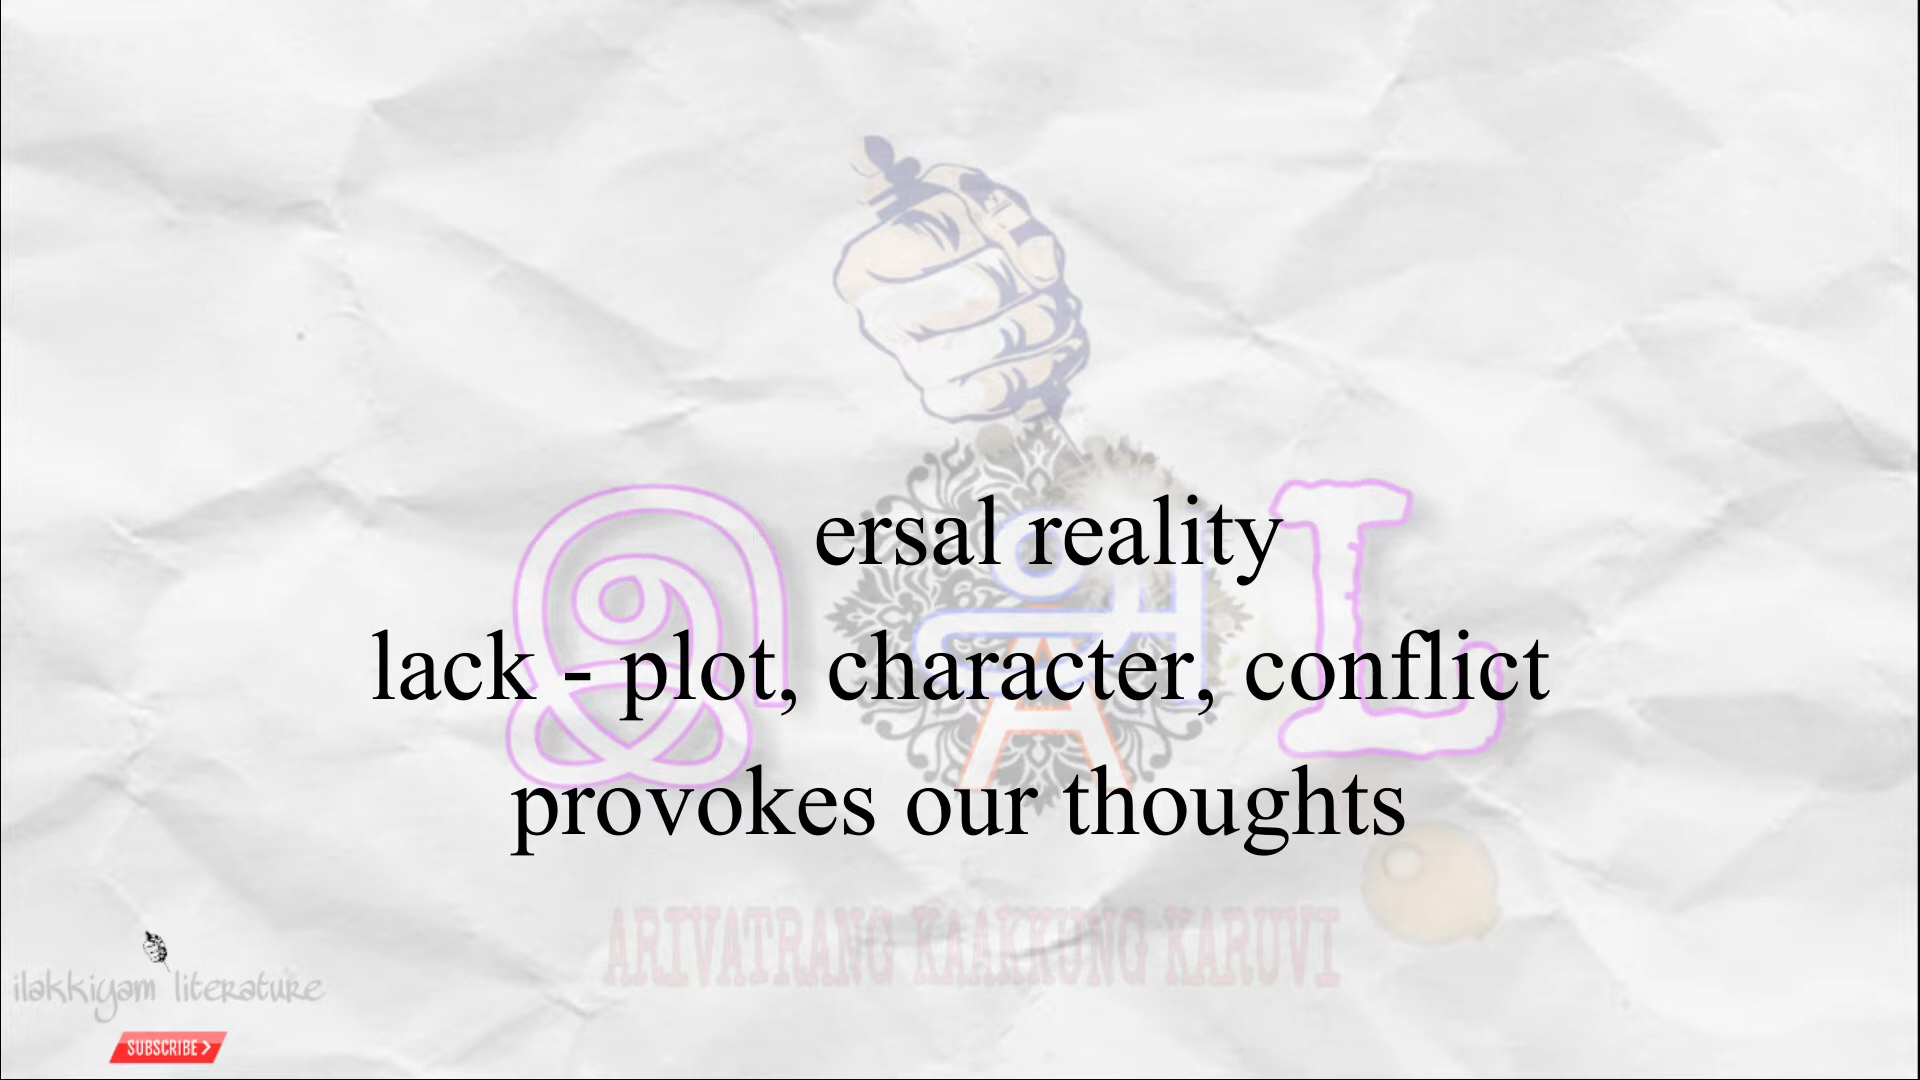 ersal reality
lack - plot, character, conflict
provokes our thoughts
இ அ L
A
ARIVATRANG KAAKKUNG KARUVI
ilakkiyam literature
SUBSCRIBE >